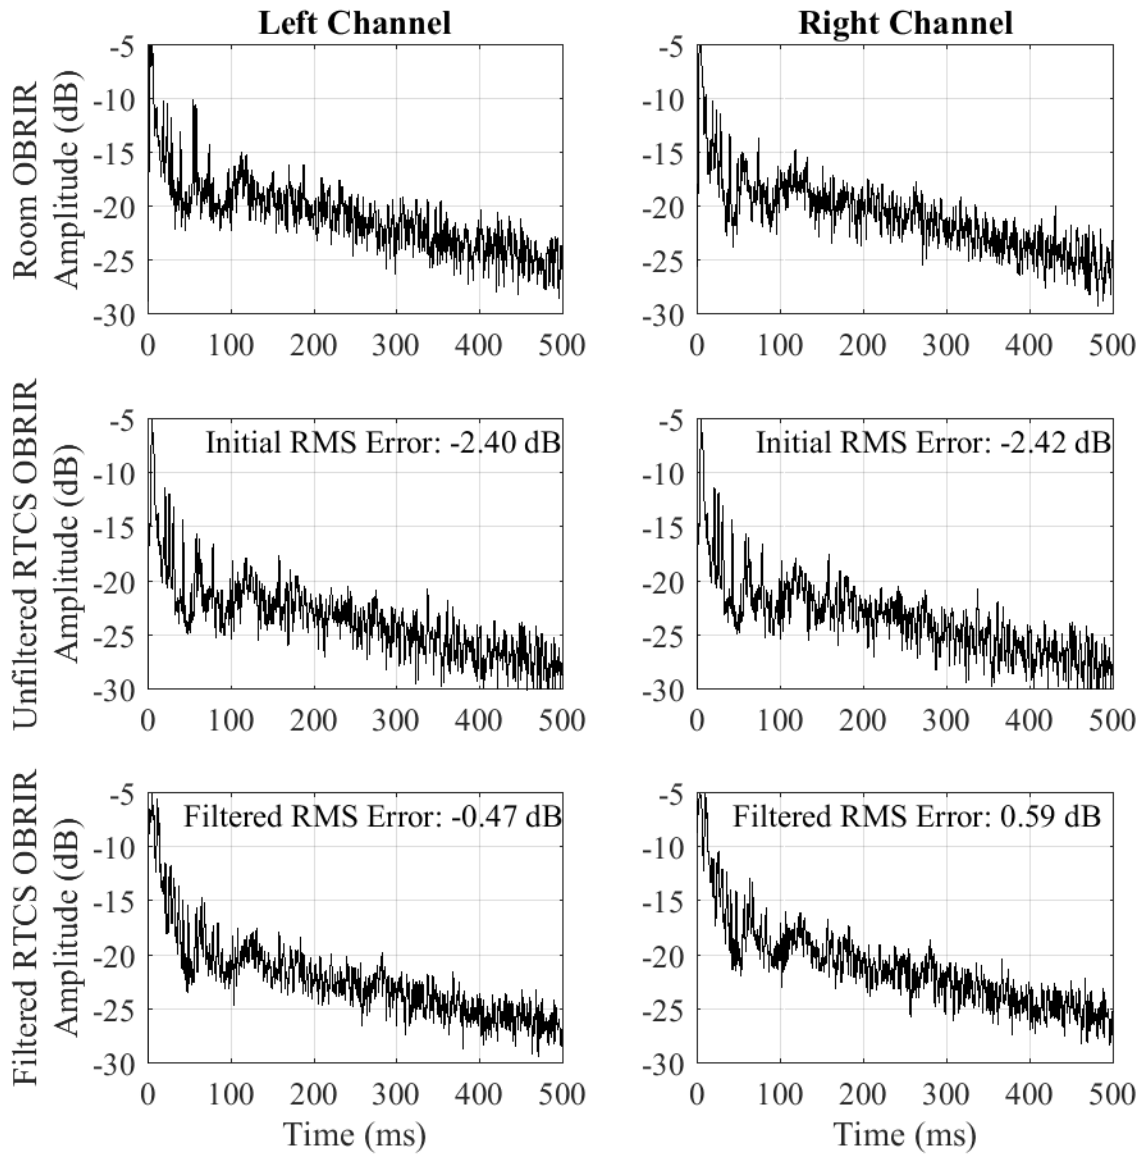 Left Channel
Right Channel
Room OBRIR
Amplitude (dB)
-5
-10
-15
-20
-25
-30
0 100 200 300 400 500
-5
-10
-15
-20
-25
-30
0 100 200 300 400 500
Unfiltered RTCS OBRIR
Amplitude (dB)
Initial RMS Error: -2.40 dB
-5
-10
-15
-20
-25
-30
0 100 200 300 400 500
Initial RMS Error: -2.42 dB
-5
-10
-15
-20
-25
-30
0 100 200 300 400 500
Filtered RTCS OBRIR
Amplitude (dB)
Filtered RMS Error: -0.47 dB
-5
-10
-15
-20
-25
-30
0 100 200 300 400 500
Time (ms)
Filtered RMS Error: 0.59 dB
-5
-10
-15
-20
-25
-30
0 100 200 300 400 500
Time (ms)